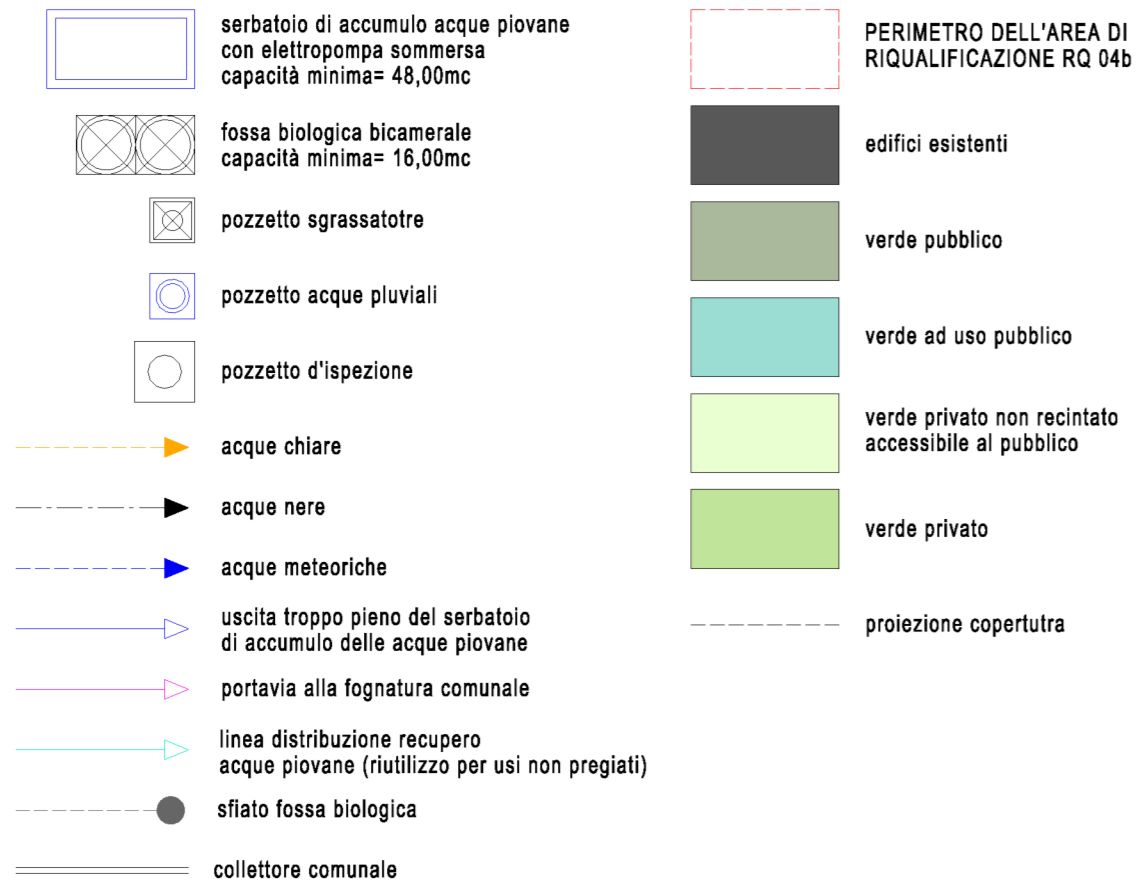 serbatoio di accumulo acque piovane
con elettropompa sommersa
capacità minima= 48,00mc
fossa biologica bicamerale
capacità minima= 16,00mc
pozzetto sgrassatotre
pozzetto acque pluviali
pozzetto d'ispezione
acque chiare
acque nere
acque meteoriche
uscita troppo pieno del serbatoio
di accumulo delle acque piovane
portavia alla fognatura comunale
linea distribuzione recupero
acque piovane (riutilizzo per usi non pregiati)
sfiato fossa biologica
collettore comunale
PERIMETRO DELL'AREA DI
RIQUALIFICAZIONE RQ 04b
edifici esistenti
verde pubblico
verde ad uso pubblico
verde privato non recintato
accessibile al pubblico
verde privato
proiezione copertutra